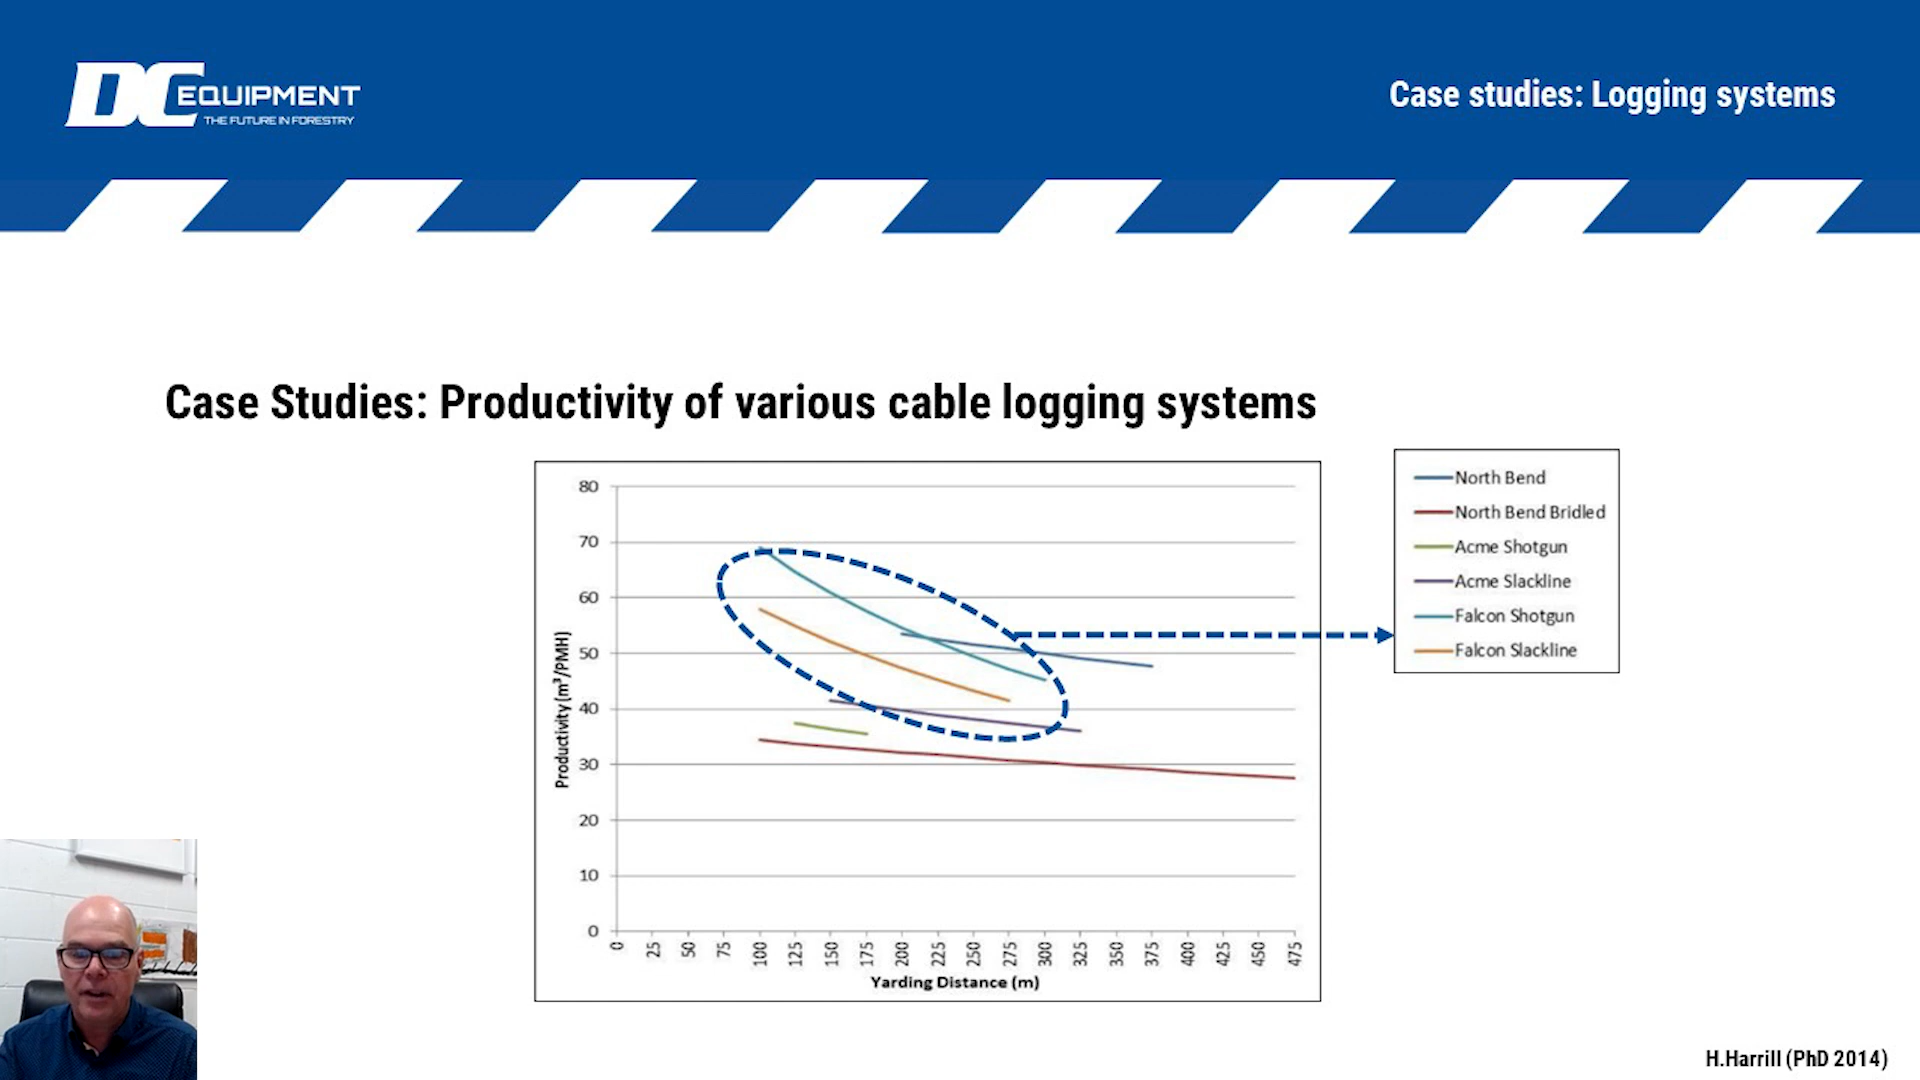 DC EQUIPMENT
THE FUTURE IN FORESTRY
Case studies: Logging systems
Case Studies: Productivity of various cable logging systems
80
70
60
50
40
30
20
10
0
Productivity (m³/PMH)
0 25 50 75 100 125 150 175 200 225 250 275 300 325 350 375 400 425 450 475
Yarding Distance (m)
North Bend
North Bend Bridled
Acme Shotgun
Acme Slackline
Falcon Shotgun
Falcon Slackline
H.Harrill (PhD 2014)